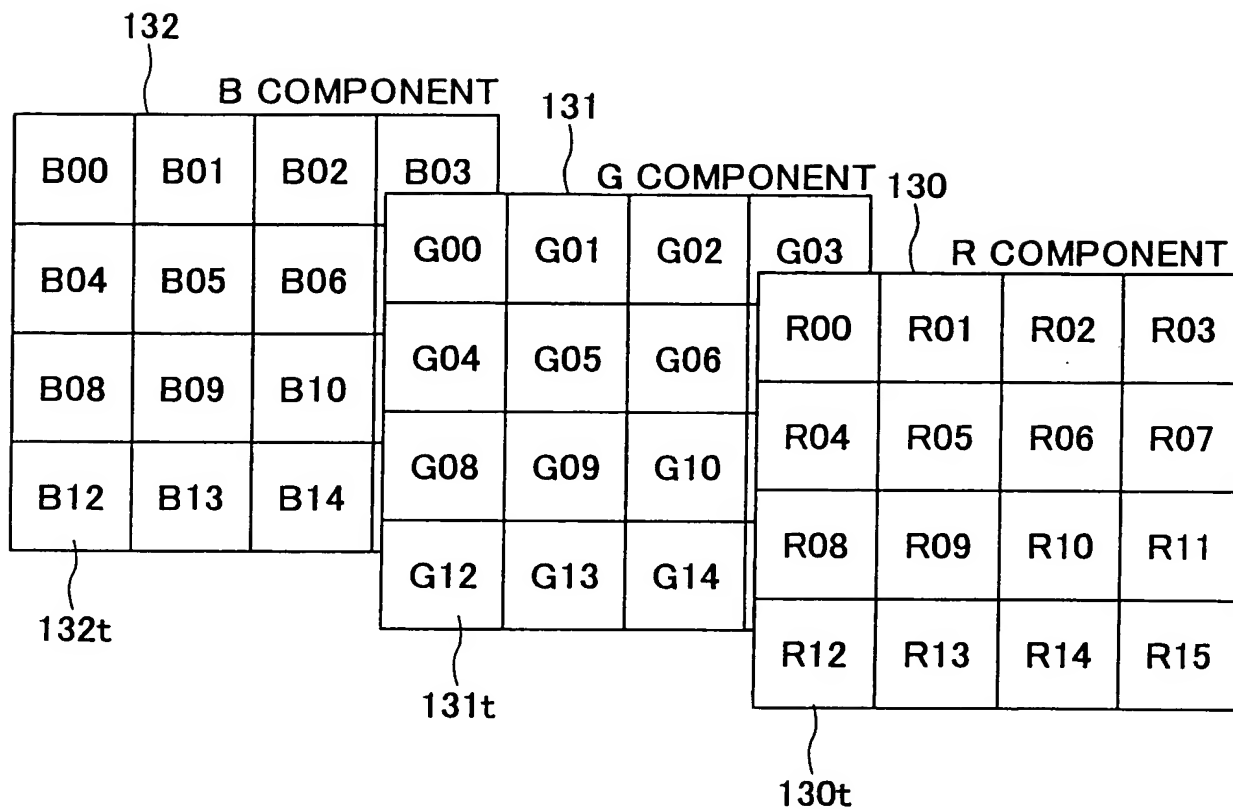 132
B COMPONENT
131
G COMPONENT
130
R COMPONENT
B00 B01 B02 B03
B04 B05 B06
B08 B09 B10
B12 B13 B14
132t
G00 G01 G02 G03
G04 G05 G06
G08 G09 G10
G12 G13 G14
131t
R00 R01 R02 R03
R04 R05 R06 R07
R08 R09 R10 R11
R12 R13 R14 R15
130t